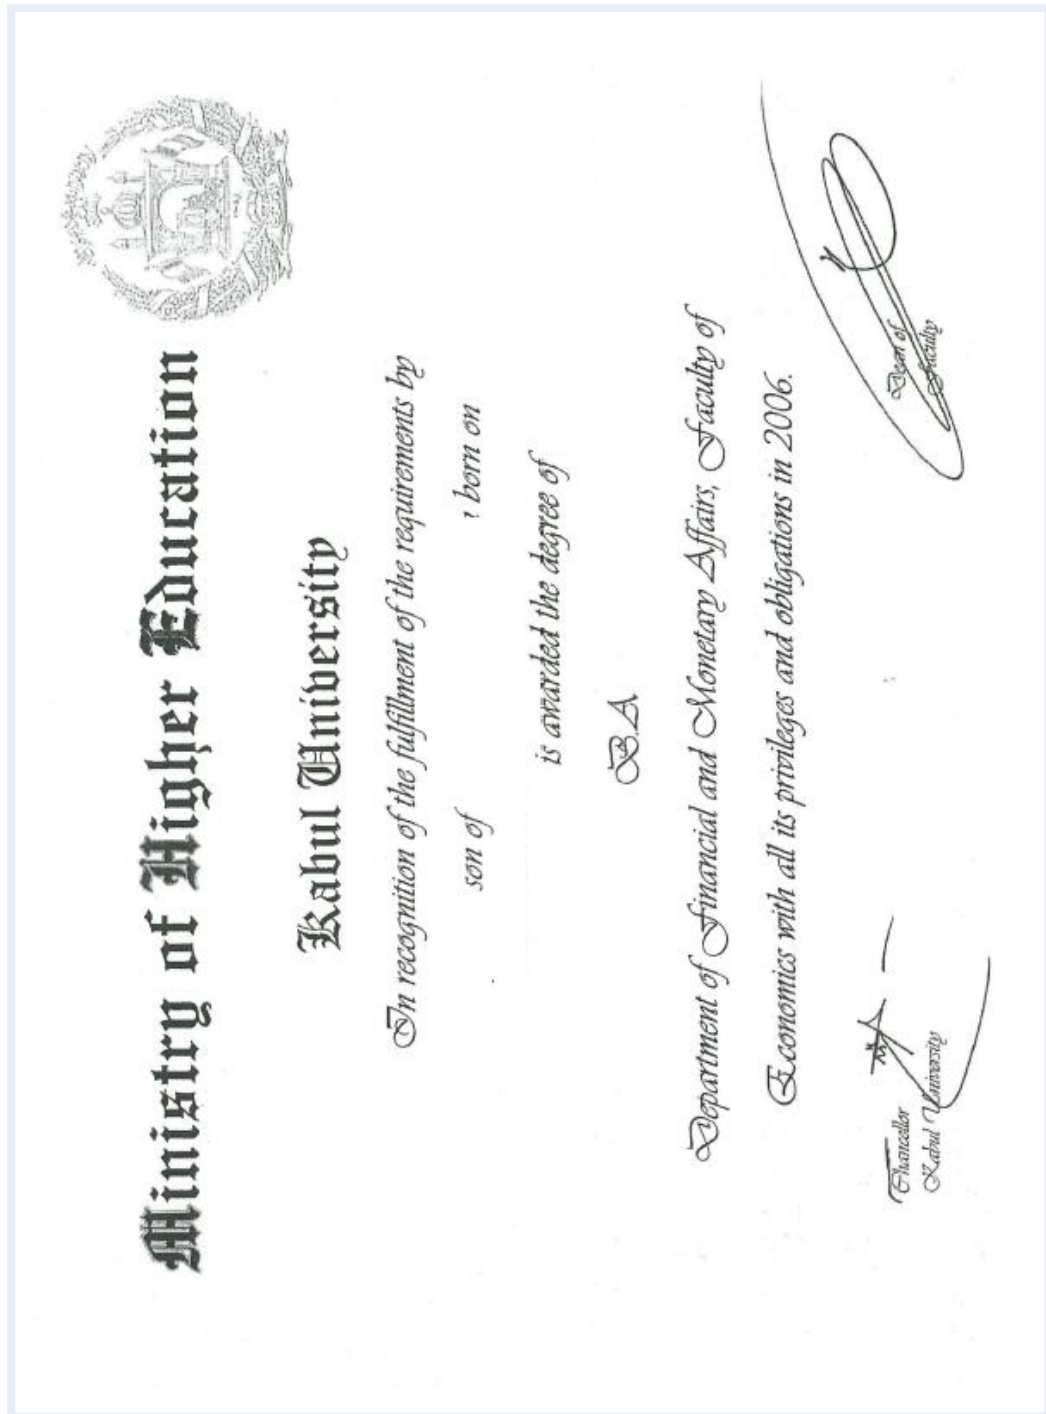 Ministry of Higher Education
Kabul University
In recognition of the fulfillment of the requirements by
son of born on
is awarded the degree of
B.A
Department of Financial and Monetary Affairs, Faculty of
Economics with all its privileges and obligations in 2006.
Chancellor
Kabul University
Dean of
Faculty